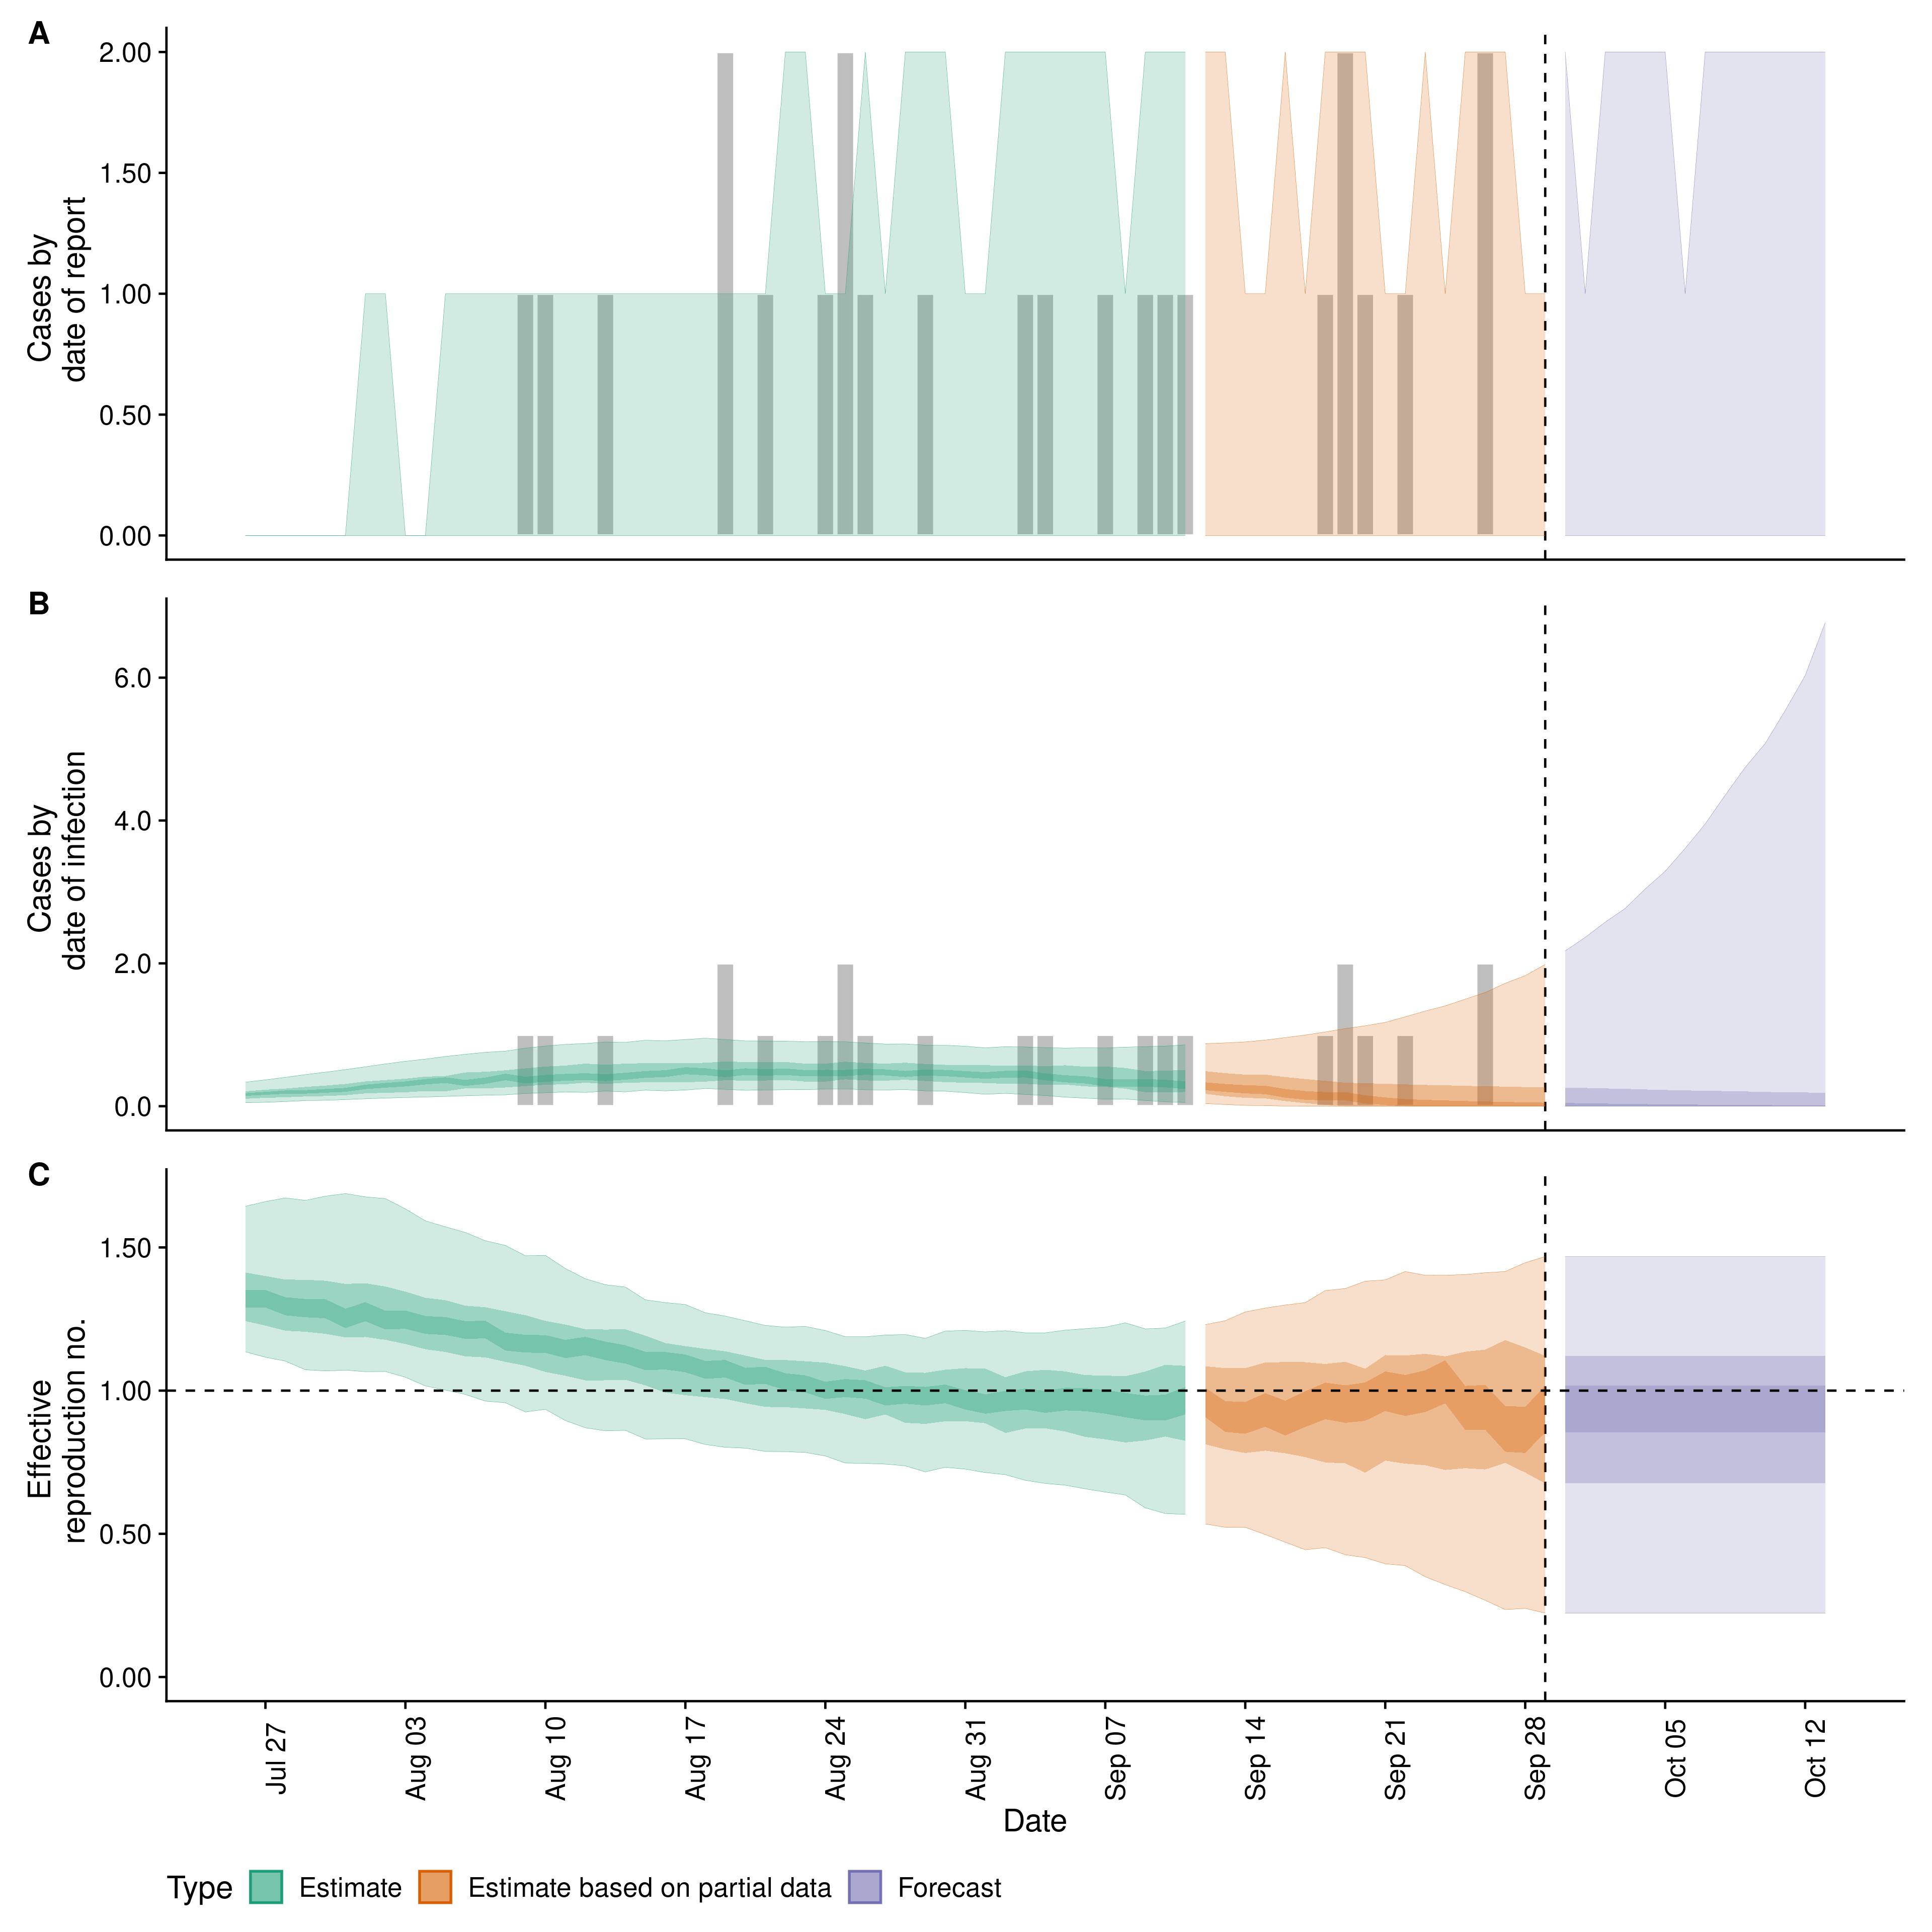 A
2.00
1.50
1.00
0.50
0.00
Cases by
date of report
B
6.0
4.0
2.0
0.0
Cases by
date of infection
C
1.50
1.00
0.50
0.00
Effective
reproduction no.
Jul 27
Aug 03
Aug 10
Aug 17
Aug 24
Aug 31
Sep 07
Sep 14
Sep 21
Sep 28
Oct 05
Oct 12
Date
Type
Estimate
Estimate based on partial data
Forecast